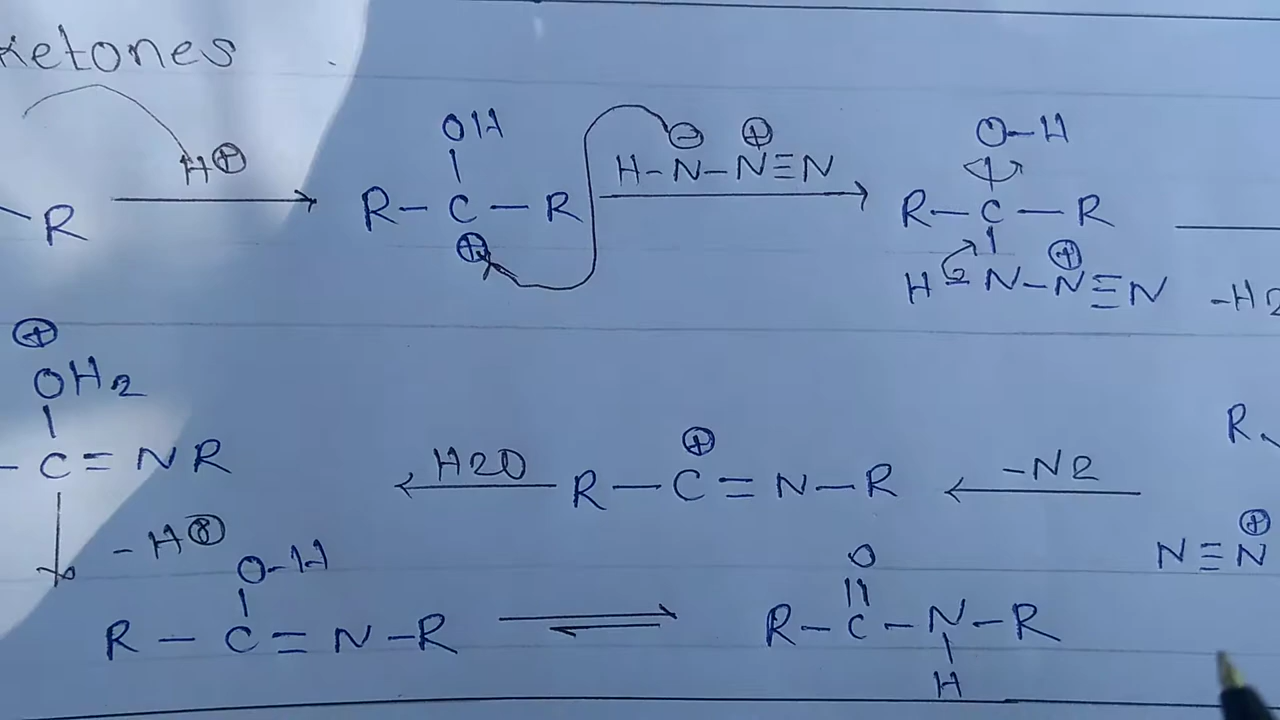 ketones
OH O-H
H⊕ H-N-N≡N
⊖ ⊕
R R-C-R R-C-R
⊕ ⊕
H N-N≡N -H2
⊕
OH2 R
H2O ⊕ -N2
-C=NR R-C=N-R
-H⊕ ⊕
O-H O N≡N
R-C=N-R R-C-N-R
H